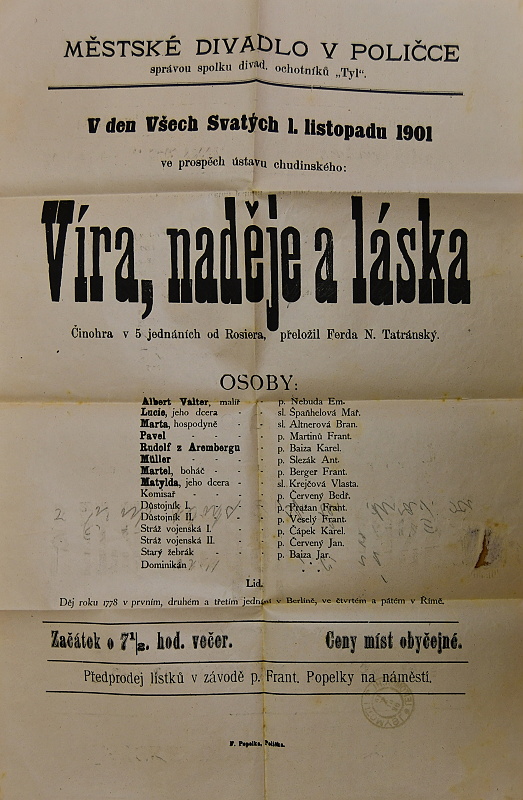 MĚSTSKÉ DIVADLO V POLIČCE
správou spolku divad. ochotníků „Tyl“.
V den Všech Svatých 1. listopadu 1901
ve prospěch ústavu chudinského:
Víra, naděje a láska
Činohra v 5 jednáních od Rosiera, přeložil Ferda N. Tatránský.
OSOBY:
Albert Valter, malíř - p. Nebuda Em.
Lucie, jeho dcera - - sl. Španhelová Mař.
Marta, hospodyně - - sl. Altnerová Bran.
Pavel - - - - - p. Martinů Frant.
Rudolf z Arembergu - p. Baiza Karel.
Müller - - - - - p. Slezák Ant.
Martel, boháč - - - p. Berger Frant.
Matylda, jeho dcera - - sl. Krejčová Vlasta.
Komisař - - - - p. Červený Bedř.
Důstojník I. - - - p. Pražan Frant.
Důstojník II. - - - p. Veselý Frant.
Stráž vojenská I. - - p. Čápek Karel.
Stráž vojenská II. - - p. Červený Jan.
Starý žebrák - - - p. Baiza Jar.
Dominikán - - -
Lid.
Děj roku 1778 v prvním, druhém a třetím jednání v Berlíně, ve čtvrtém a pátém v Římě.
Začátek o 7 1/2. hod. večer. Ceny míst obyčejné.
Předprodej lístků v závodě p. Frant. Popelky na náměstí.
F. Popelka, Polička.